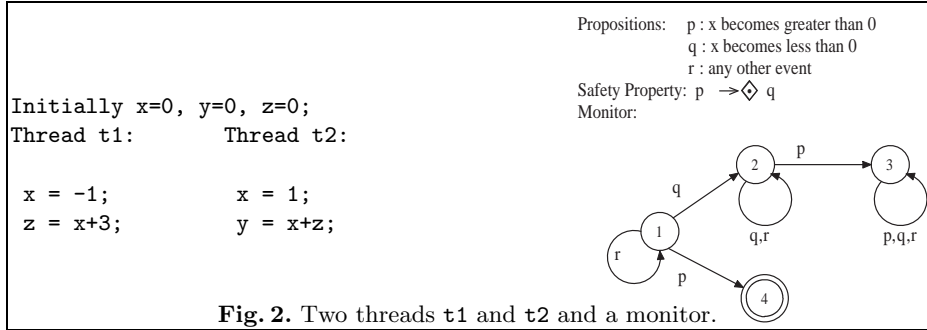 Propositions: p : x becomes greater than 0
q : x becomes less than 0
r : any other event
Safety Property: p → ⟐ q
Monitor:
Initially x=0, y=0, z=0;
Thread t1: Thread t2:
x = -1; x = 1;
z = x+3; y = x+z;
p
2
3
q
q,r
p,q,r
1
r
p
4
Fig. 2. Two threads t1 and t2 and a monitor.